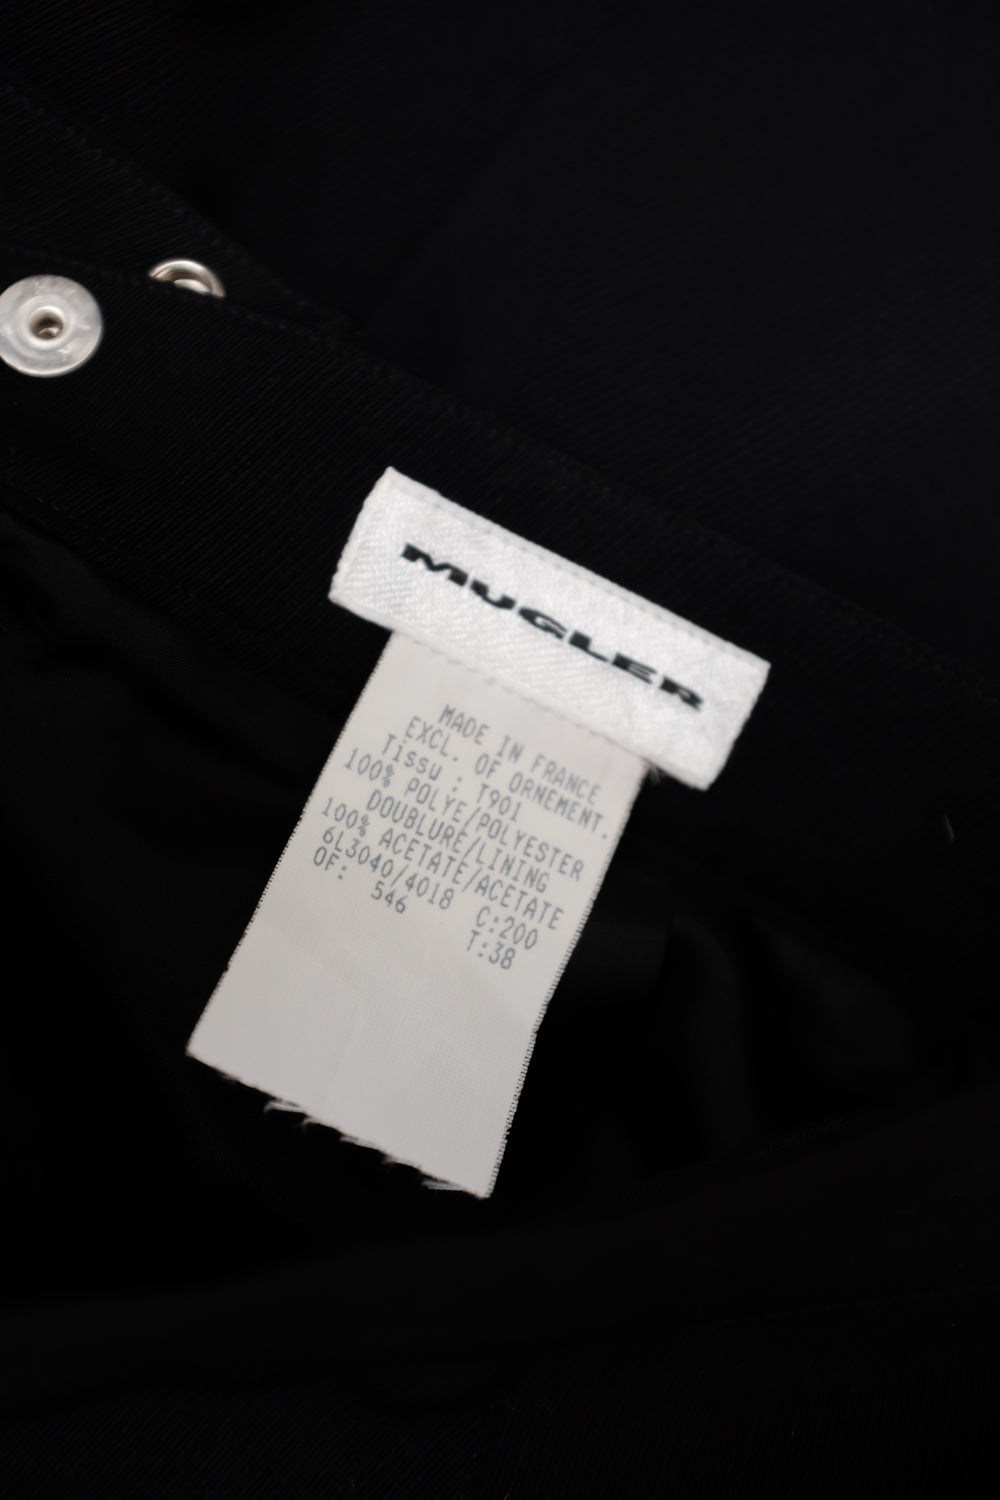 MUGLER
MADE IN FRANCE
EXCL. OF ORNEMENT.
Tissu : T901
100% POLYE/POLYESTER
DOUBLURE/LINING
100% ACETATE/ACETATE
6L3040/4018 C:200
OF: 546 T:38